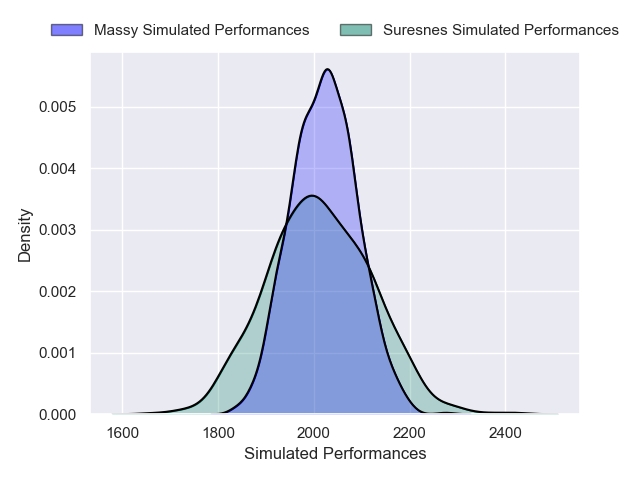 Massy Simulated Performances Suresnes Simulated Performances
0.005
0.004
0.003
0.002
0.001
0.000
Density
1600 1800 2000 2200 2400
Simulated Performances